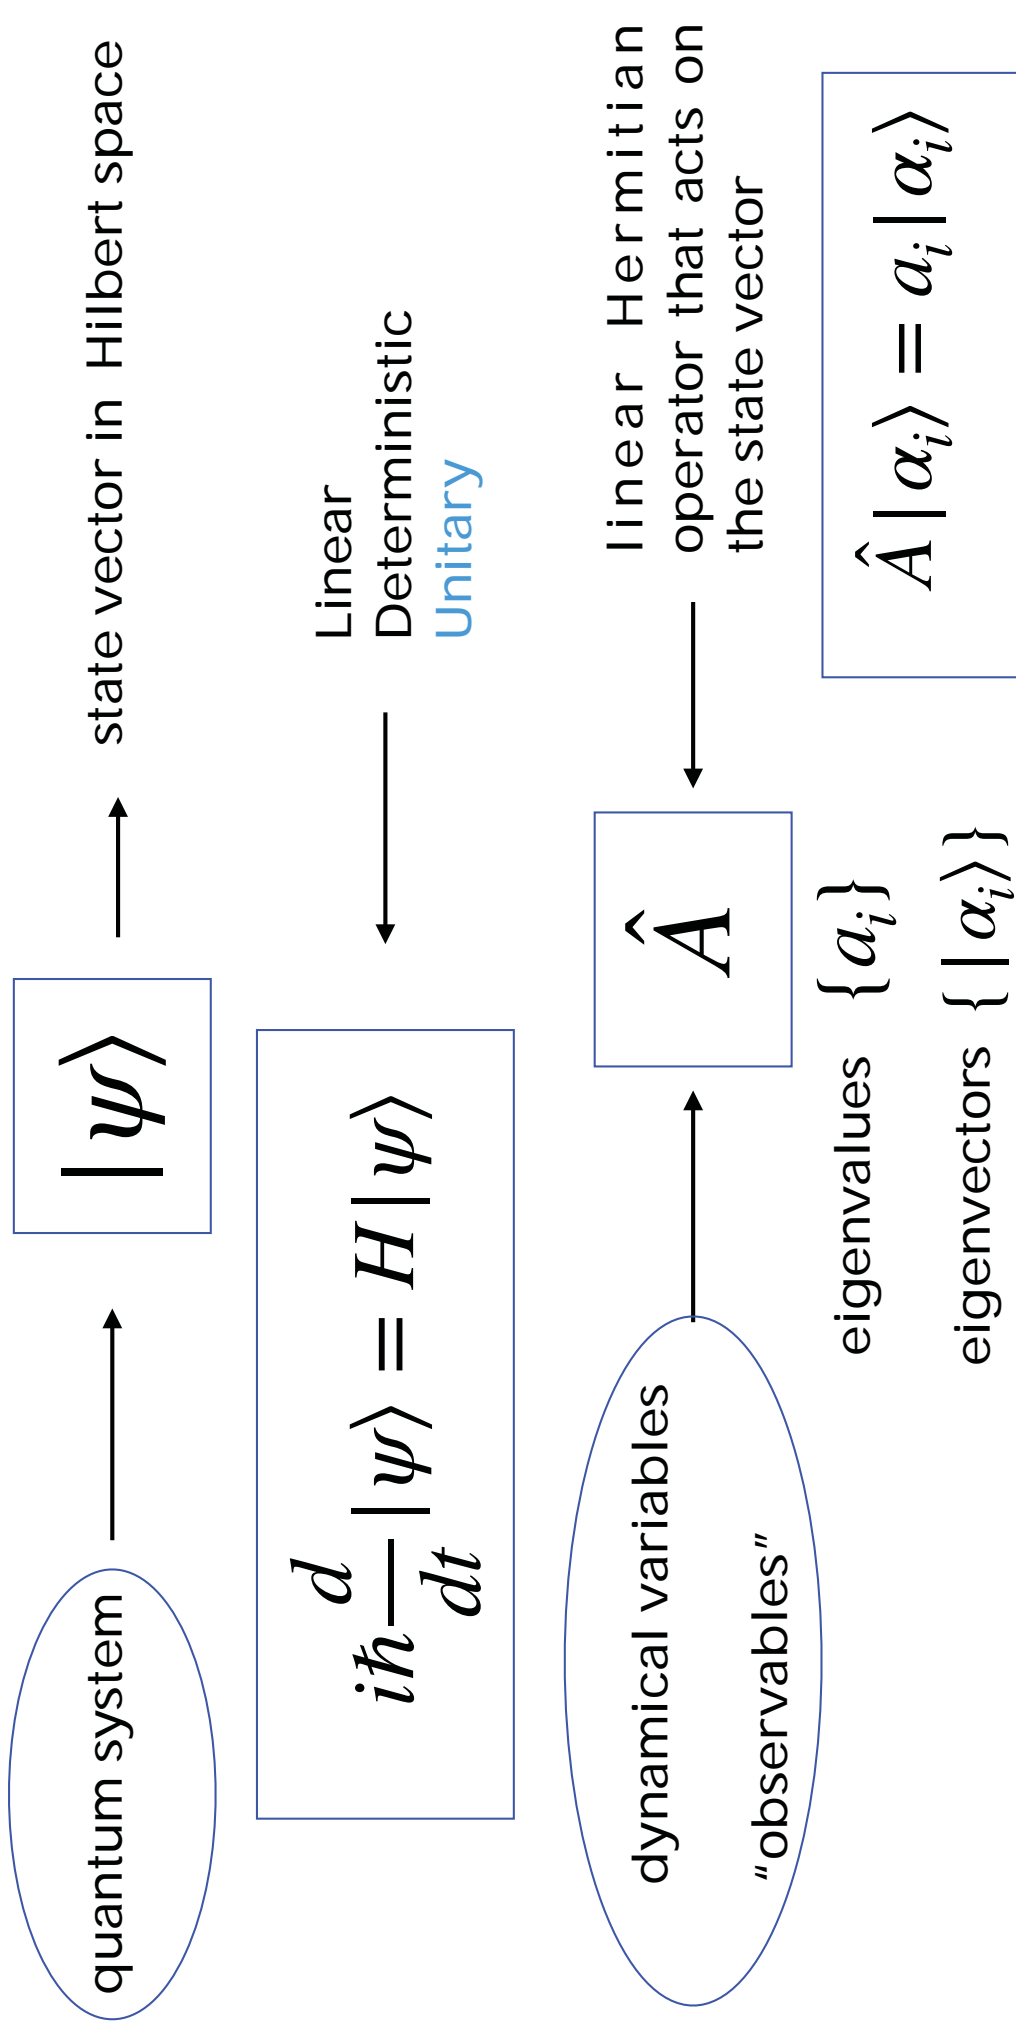 quantum system
|ψ⟩
state vector in Hilbert space
iħ d/dt |ψ⟩ = H |ψ⟩
Linear
Deterministic
Unitary
dynamical variables
"observables"
Â
linear Hermitian
operator that acts on
the state vector
eigenvalues {a_i}
eigenvectors {|α_i⟩}
Â |α_i⟩ = a_i |α_i⟩